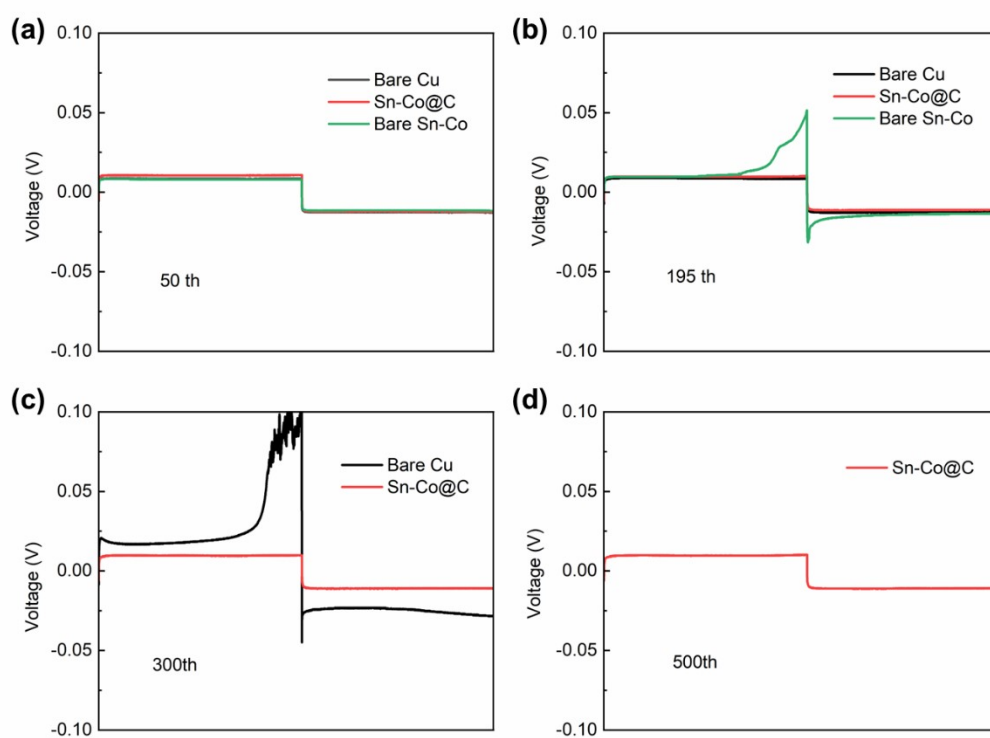 (a)
0.10
0.05
0.00
-0.05
-0.10
Voltage (V)
Bare Cu
Sn-Co@C
Bare Sn-Co
50 th
(b)
0.10
0.05
0.00
-0.05
-0.10
Voltage (V)
Bare Cu
Sn-Co@C
Bare Sn-Co
195 th
(c)
0.10
0.05
0.00
-0.05
-0.10
Voltage (V)
Bare Cu
Sn-Co@C
300th
(d)
0.10
0.05
0.00
-0.05
-0.10
Voltage (V)
Sn-Co@C
500th